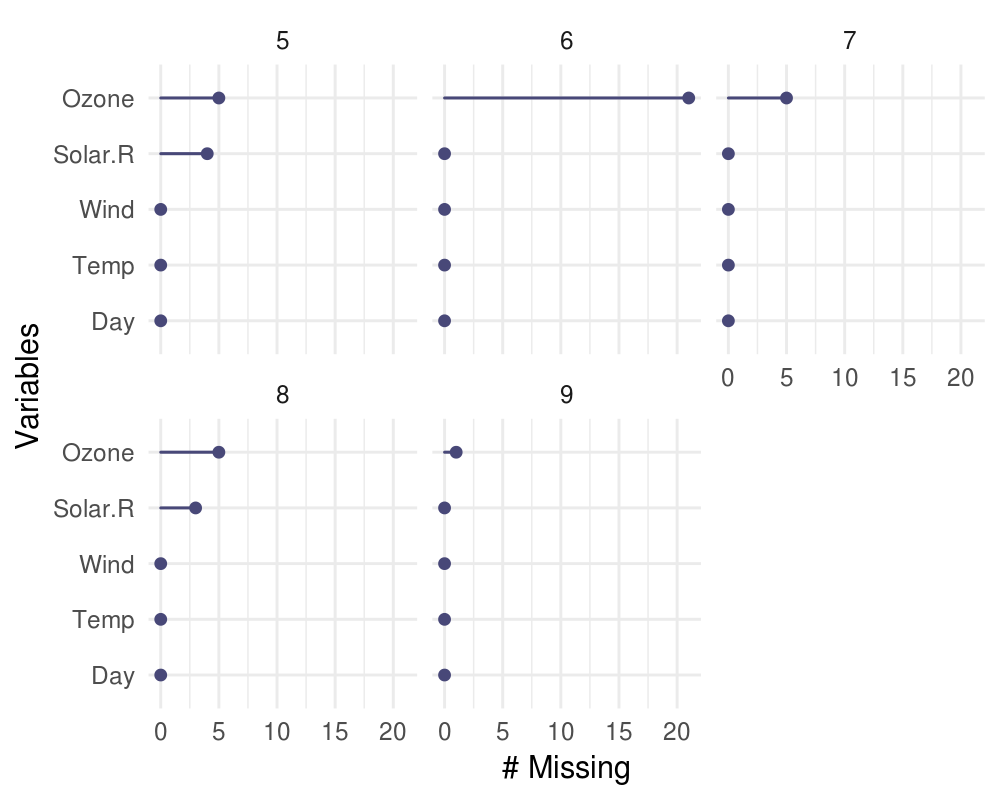 5 6 7
Ozone
Solar.R
Wind
Temp
Day
0 5 10 15 20
Variables
8 9
Ozone
Solar.R
Wind
Temp
Day
0 5 10 15 20 0 5 10 15 20
# Missing